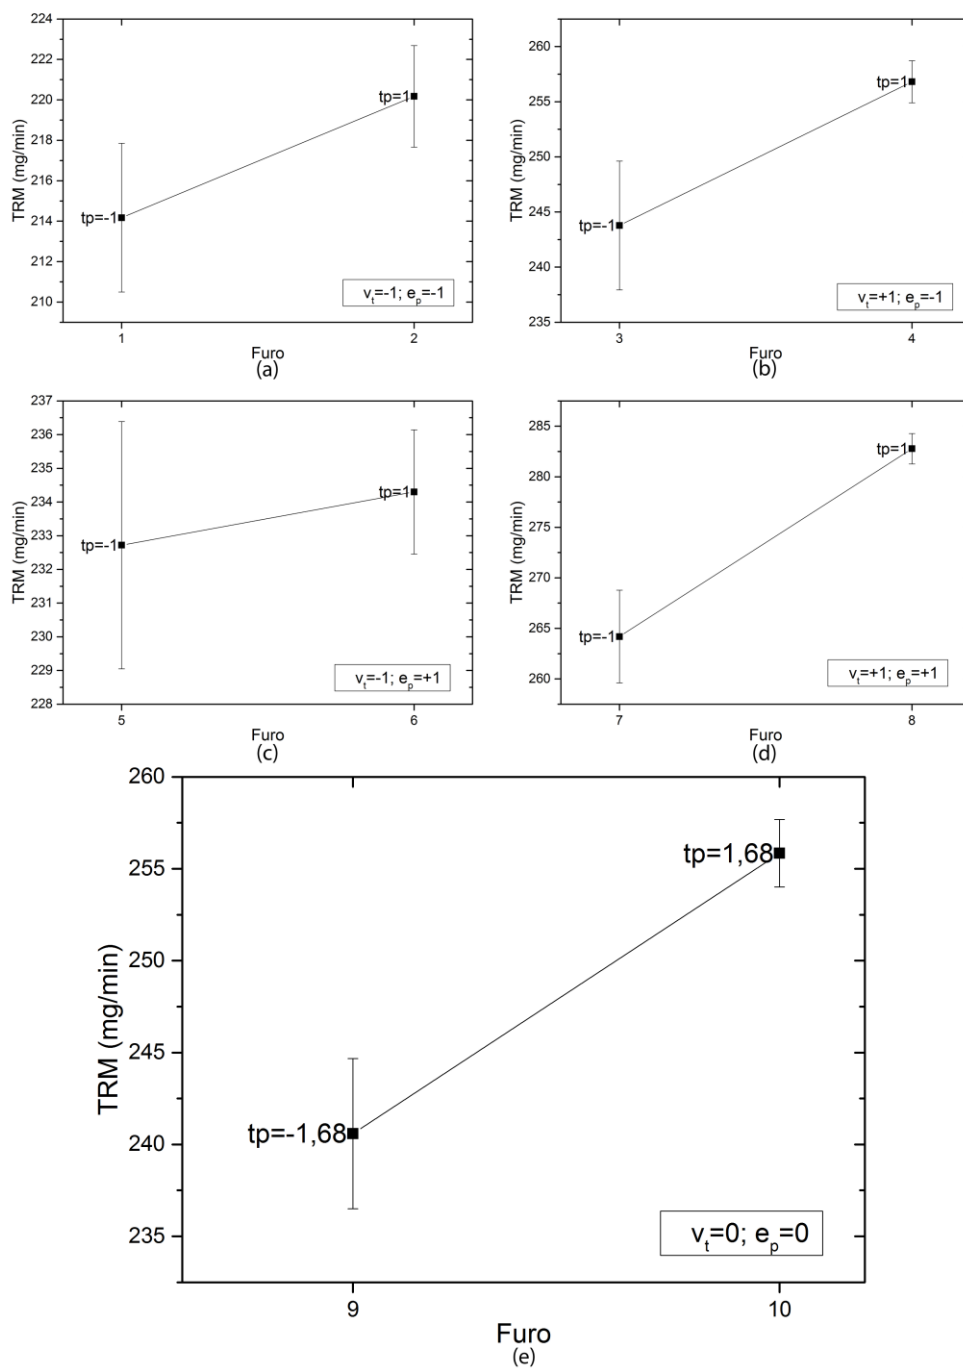 224
222
220
218
216
214
212
210
TRM (mg/min)
tp=-1
tp=1
v_t=-1; e_p=-1
1 2
Furo
(a)
260
255
250
245
240
235
TRM (mg/min)
tp=-1
tp=1
v_t=+1; e_p=-1
3 4
Furo
(b)
237
236
235
234
233
232
231
230
229
228
TRM (mg/min)
tp=-1
tp=1
v_t=-1; e_p=+1
5 6
Furo
(c)
285
280
275
270
265
260
TRM (mg/min)
tp=-1
tp=1
v_t=+1; e_p=+1
7 8
Furo
(d)
260
255
250
245
240
235
TRM (mg/min)
tp=1,68
tp=-1,68
v_t=0; e_p=0
9 10
Furo
(e)